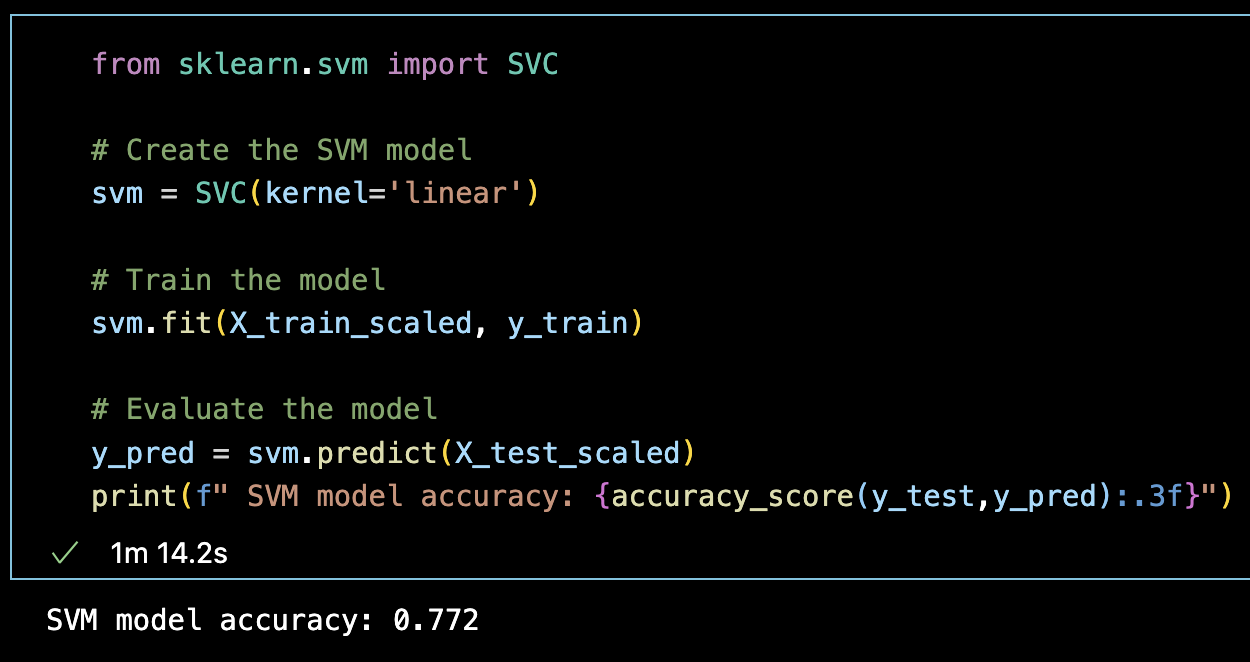 from sklearn.svm import SVC
# Create the SVM model
svm = SVC(kernel='linear')
# Train the model
svm.fit(X_train_scaled, y_train)
# Evaluate the model
y_pred = svm.predict(X_test_scaled)
print(f" SVM model accuracy: {accuracy_score(y_test,y_pred):.3f}")
✓ 1m 14.2s
SVM model accuracy: 0.772